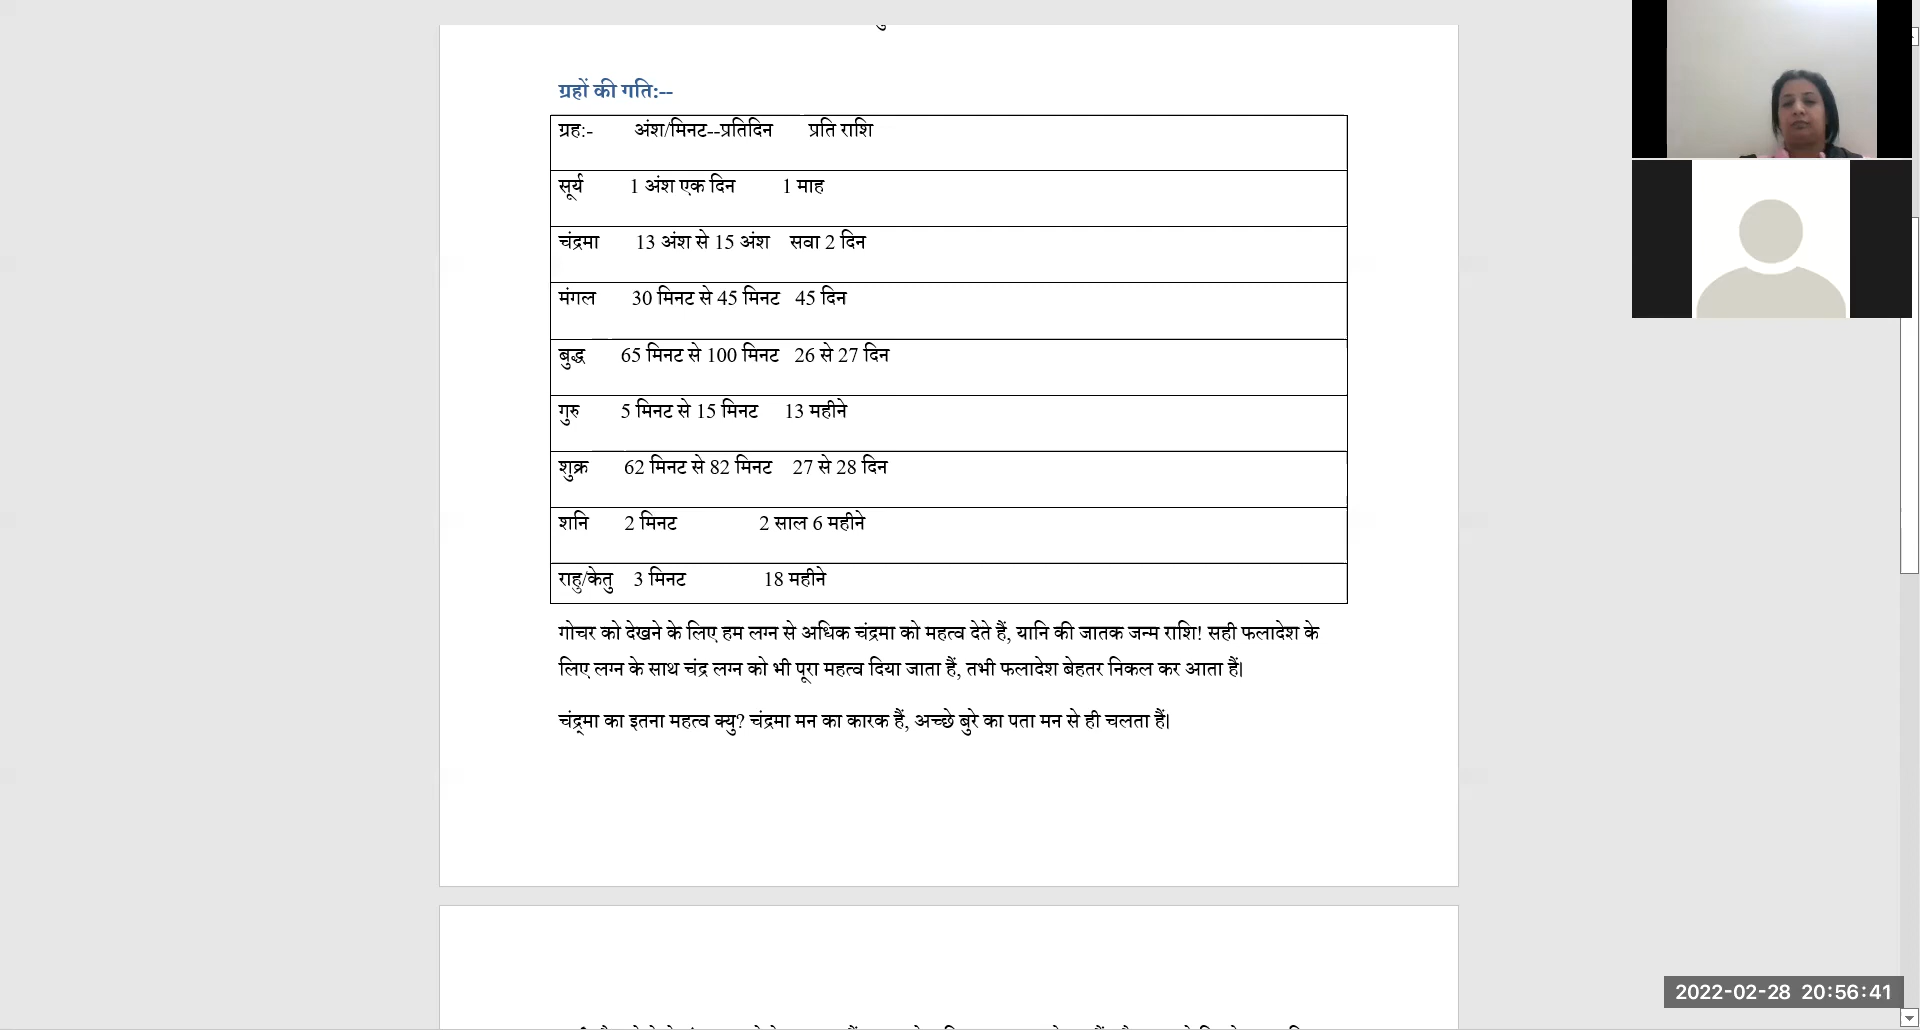 ग्रहों की गति:--
ग्रह:- अंश/मिनट--प्रतिदिन प्रति राशि
सूर्य 1 अंश एक दिन 1 माह
चंद्रमा 13 अंश से 15 अंश सवा 2 दिन
मंगल 30 मिनट से 45 मिनट 45 दिन
बुद्ध 65 मिनट से 100 मिनट 26 से 27 दिन
गुरु 5 मिनट से 15 मिनट 13 महीने
शुक्र 62 मिनट से 82 मिनट 27 से 28 दिन
शनि 2 मिनट 2 साल 6 महीने
राहु/केतु 3 मिनट 18 महीने
गोचर को देखने के लिए हम लग्न से अधिक चंद्रमा को महत्व देते हैं, यानि की जातक जन्म राशि! सही फलादेश के
लिए लग्न के साथ चंद्र लग्न को भी पूरा महत्व दिया जाता हैं, तभी फलादेश बेहतर निकल कर आता हैं|
चंद्र्मा का इतना महत्व क्यु? चंद्रमा मन का कारक हैं, अच्छे बुरे का पता मन से ही चलता हैं|
2022-02-28 20:56:41